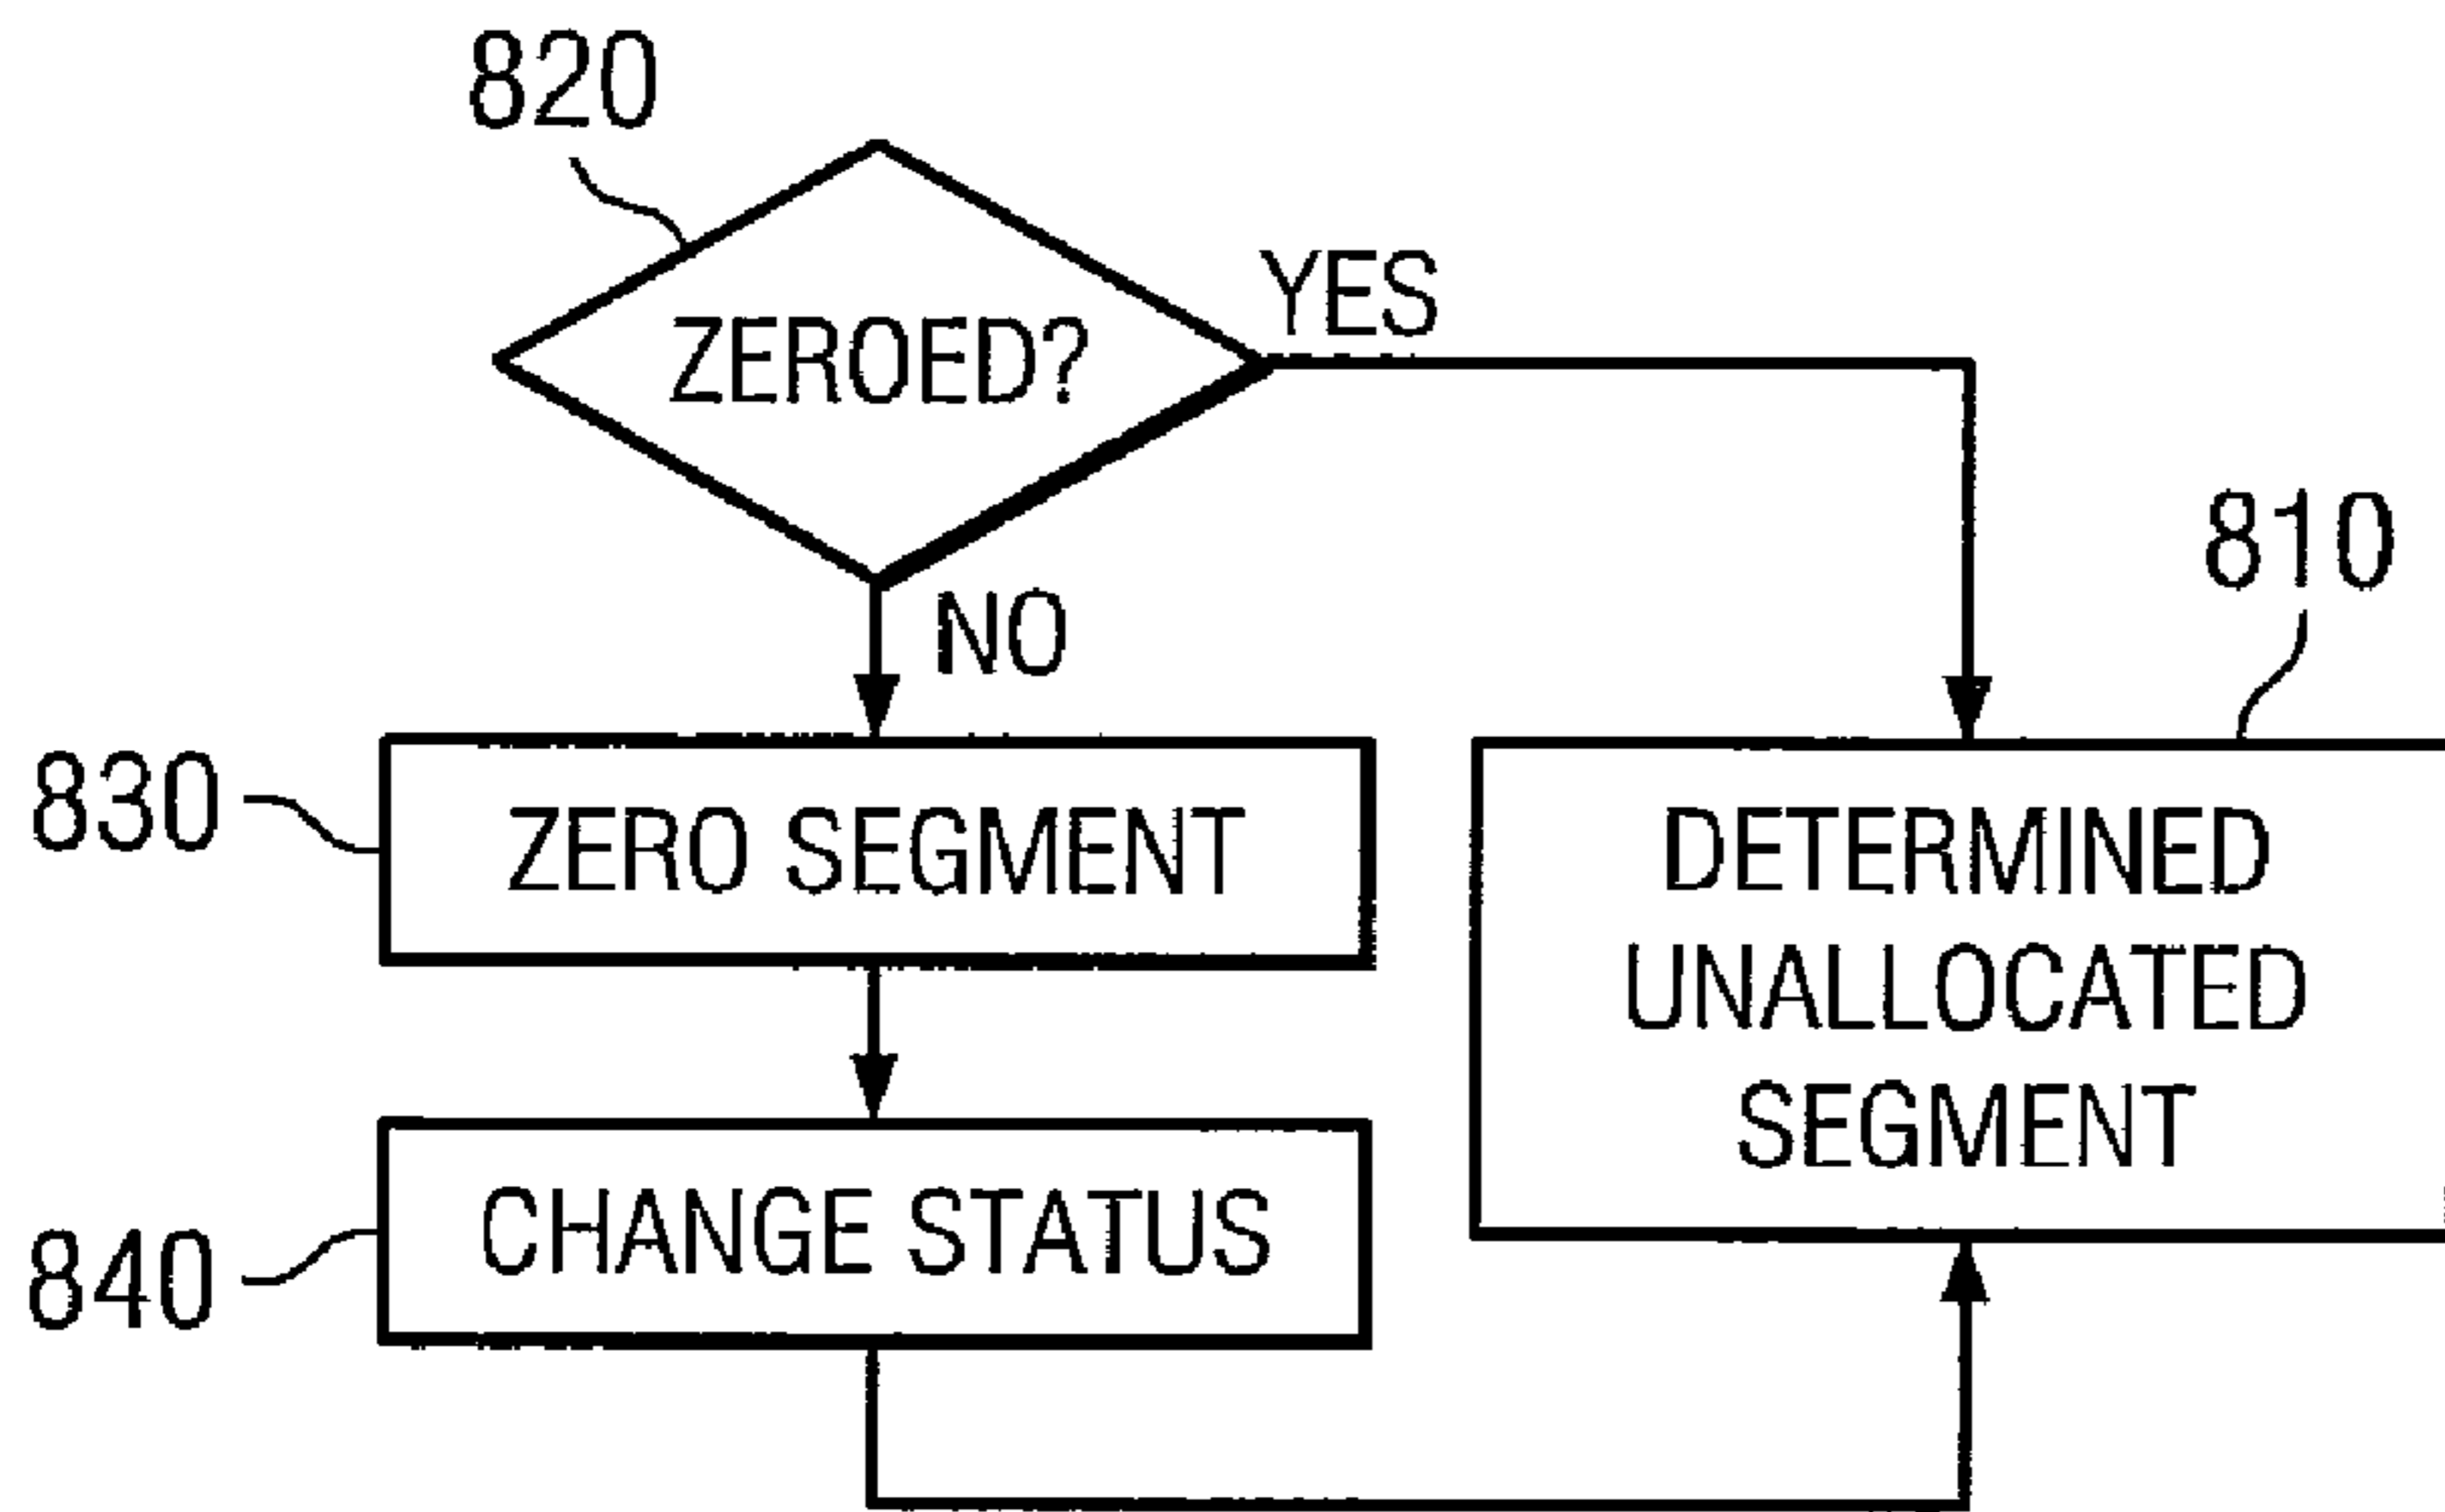 820
ZEROED?
YES
NO
810
830
ZERO SEGMENT
DETERMINED
UNALLOCATED
SEGMENT
840
CHANGE STATUS